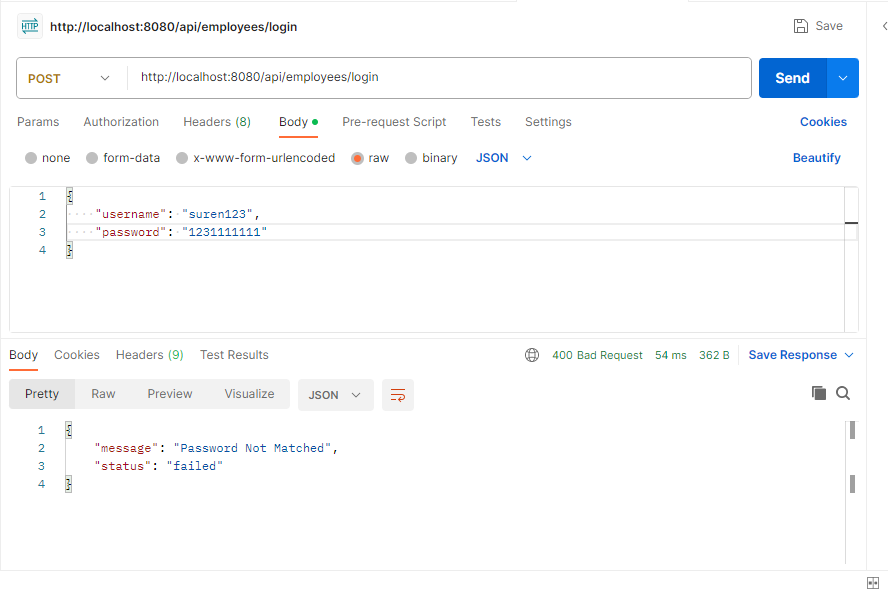 HTTP http://localhost:8080/api/employees/login Save
POST http://localhost:8080/api/employees/login Send
Params Authorization Headers (8) Body Pre-request Script Tests Settings Cookies
none form-data x-www-form-urlencoded raw binary JSON Beautify
1 {
2 "username": "suren123",
3 "password": "1231111111"
4 }
Body Cookies Headers (9) Test Results 400 Bad Request 54 ms 362 B Save Response
Pretty Raw Preview Visualize JSON
1 {
2 "message": "Password Not Matched",
3 "status": "failed"
4 }